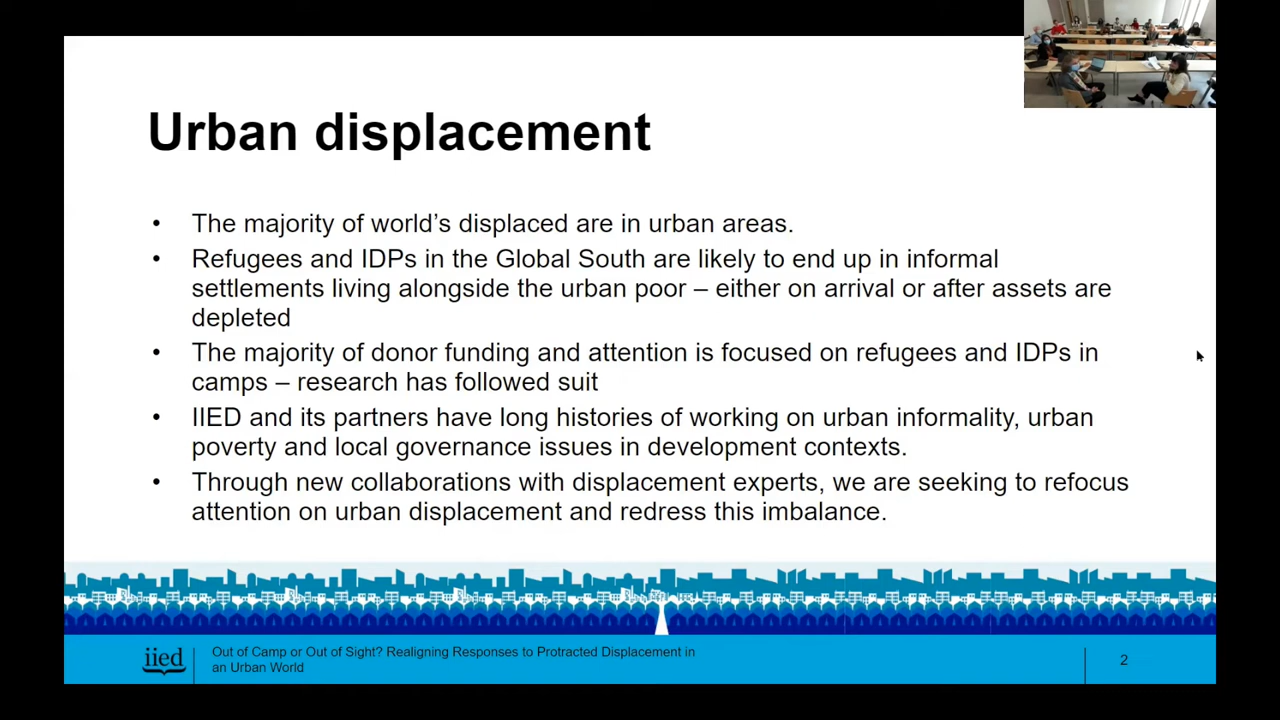 Urban displacement
• The majority of world’s displaced are in urban areas.
• Refugees and IDPs in the Global South are likely to end up in informal
settlements living alongside the urban poor – either on arrival or after assets are
depleted
• The majority of donor funding and attention is focused on refugees and IDPs in
camps – research has followed suit
• IIED and its partners have long histories of working on urban informality, urban
poverty and local governance issues in development contexts.
• Through new collaborations with displacement experts, we are seeking to refocus
attention on urban displacement and redress this imbalance.
iied
Out of Camp or Out of Sight? Realigning Responses to Protracted Displacement in
an Urban World
2